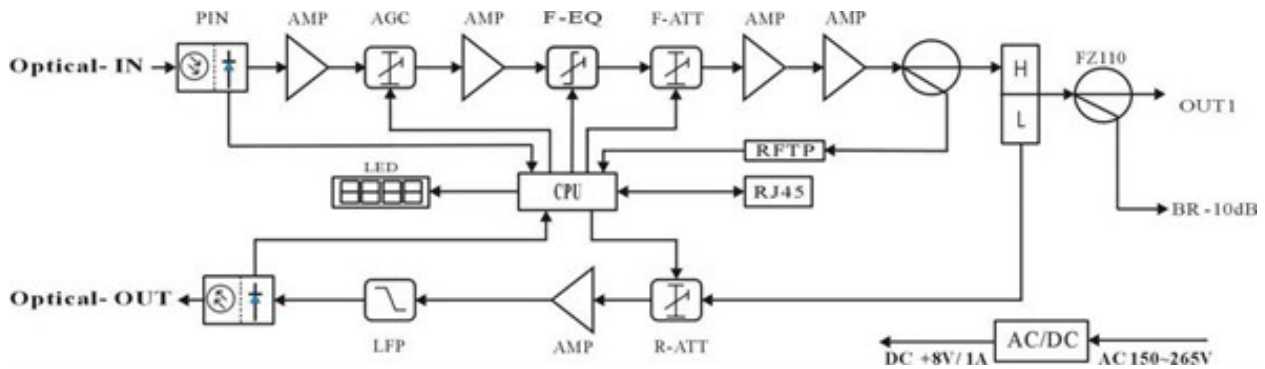 PIN
AMP
AGC
AMP
F-EQ
F-ATT
AMP
AMP
Optical- IN
H
L
FZ110
OUT1
RFTP
LED
CPU
RJ45
BR -10dB
Optical- OUT
LFP
AMP
R-ATT
AC/DC
DC +8V/ 1A
AC 150~265V